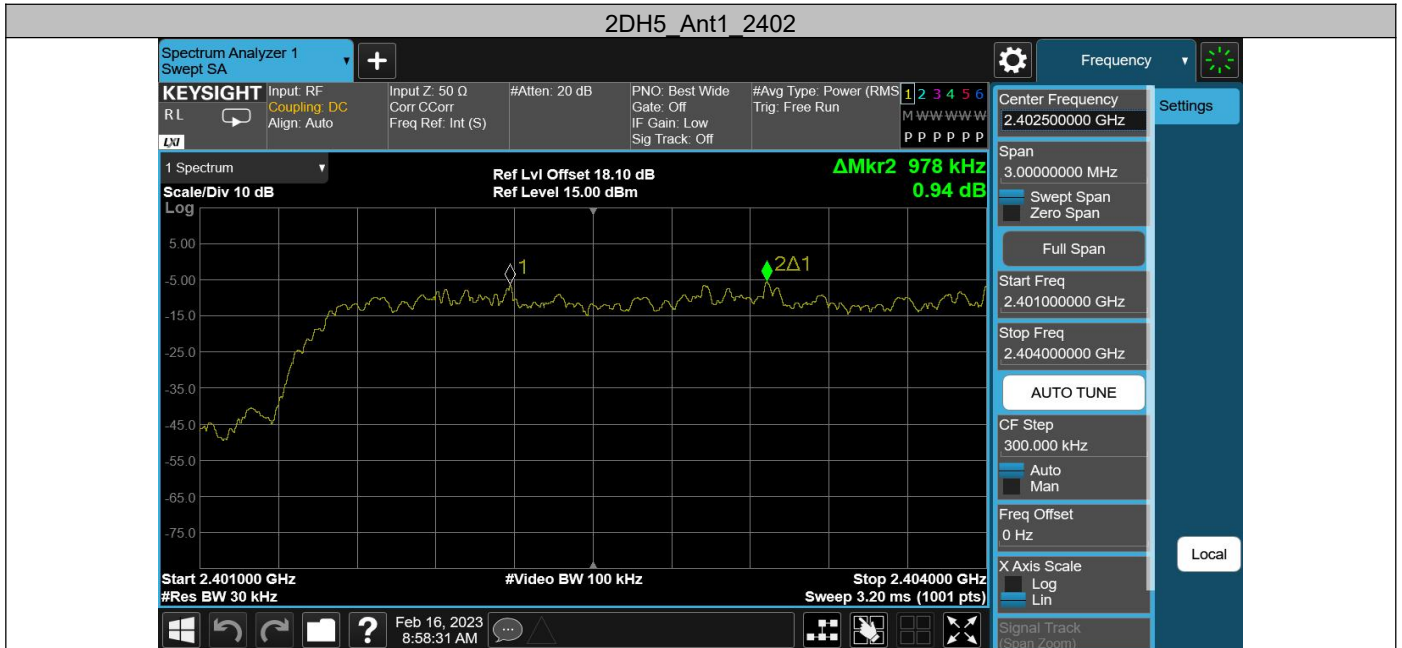 2DH5_Ant1_2402
Spectrum Analyzer 1
Swept SA
Frequency
KEYSIGHT
RL
LXI
Input: RF
Coupling: DC
Align: Auto
Input Z: 50 Ω
Corr CCorr
Freq Ref: Int (S)
#Atten: 20 dB
PNO: Best Wide
Gate: Off
IF Gain: Low
Sig Track: Off
#Avg Type: Power (RMS
Trig: Free Run
1 2 3 4 5 6
M W W W W W
P P P P P P
1 Spectrum
Scale/Div 10 dB
Log
Ref Lvl Offset 18.10 dB
Ref Level 15.00 dBm
ΔMkr2 978 kHz
0.94 dB
5.00
-5.00
-15.0
-25.0
-35.0
-45.0
-55.0
-65.0
-75.0
1
2Δ1
Start 2.401000 GHz
#Res BW 30 kHz
#Video BW 100 kHz
Stop 2.404000 GHz
Sweep 3.20 ms (1001 pts)
Feb 16, 2023
8:58:31 AM
Center Frequency
2.402500000 GHz
Span
3.00000000 MHz
Swept Span
Zero Span
Full Span
Start Freq
2.401000000 GHz
Stop Freq
2.404000000 GHz
AUTO TUNE
CF Step
300.000 kHz
Auto
Man
Freq Offset
0 Hz
X Axis Scale
Log
Lin
Signal Track
(Span Zoom)
Settings
Local